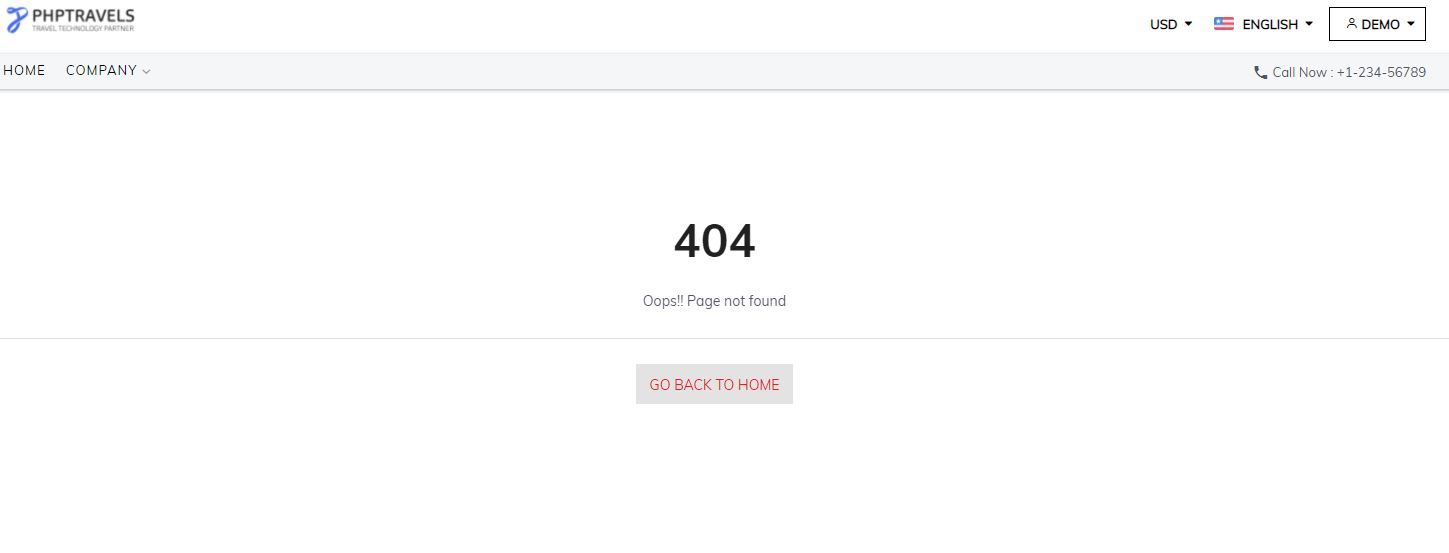 PHPTRAVELS
TRAVEL TECHNOLOGY PARTNER
USD ENGLISH DEMO
HOME COMPANY Call Now : +1-234-56789
404
Oops!! Page not found
GO BACK TO HOME